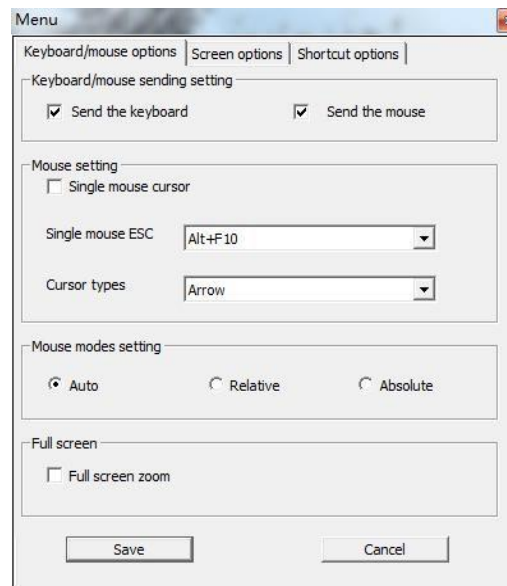 Menu
Keyboard/mouse options Screen options Shortcut options
Keyboard/mouse sending setting
Send the keyboard Send the mouse
Mouse setting
Single mouse cursor
Single mouse ESC Alt+F10
Cursor types Arrow
Mouse modes setting
Auto Relative Absolute
Full screen
Full screen zoom
Save Cancel